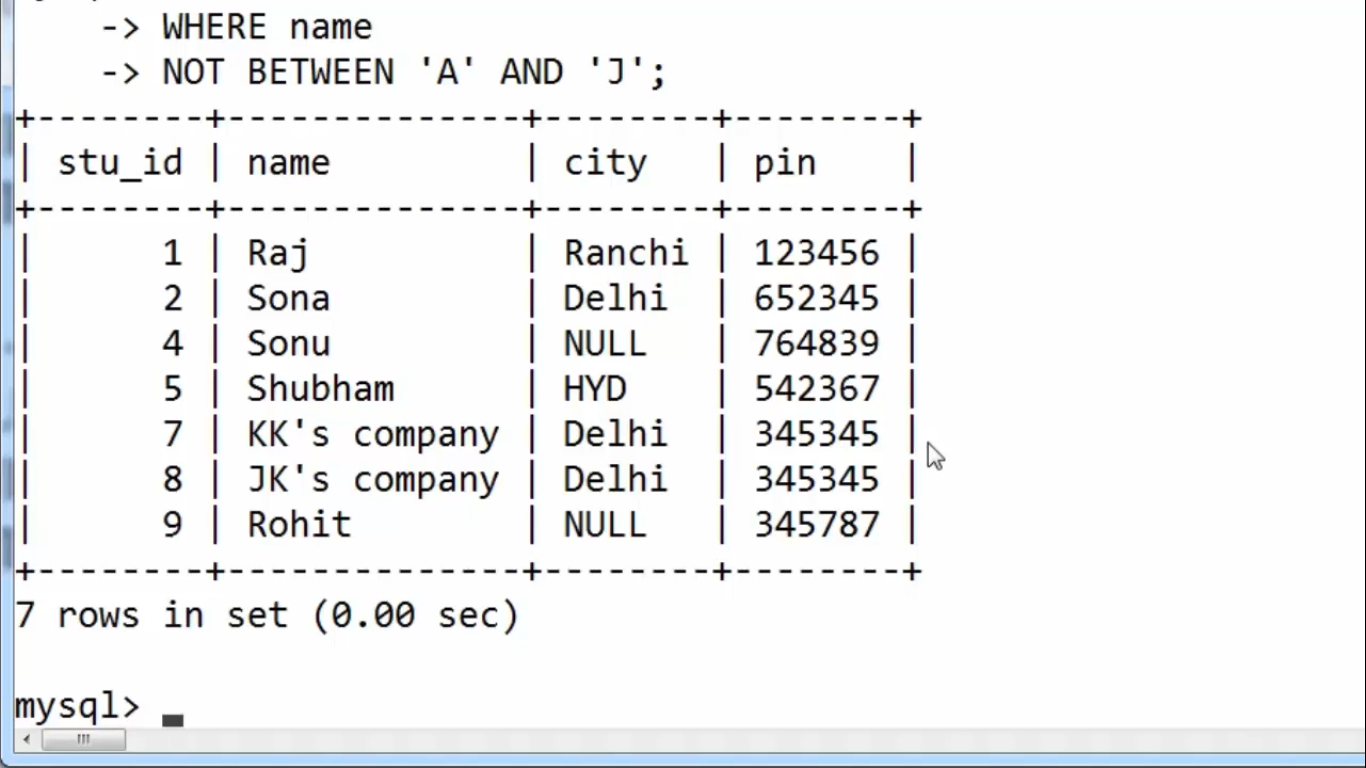 -> WHERE name
-> NOT BETWEEN 'A' AND 'J';
+--------+--------------+--------+--------+
| stu_id | name         | city   | pin    |
+--------+--------------+--------+--------+
|      1 | Raj          | Ranchi | 123456 |
|      2 | Sona         | Delhi  | 652345 |
|      4 | Sonu         | NULL   | 764839 |
|      5 | Shubham      | HYD    | 542367 |
|      7 | KK's company | Delhi  | 345345 |
|      8 | JK's company | Delhi  | 345345 |
|      9 | Rohit        | NULL   | 345787 |
+--------+--------------+--------+--------+
7 rows in set (0.00 sec)
mysql>